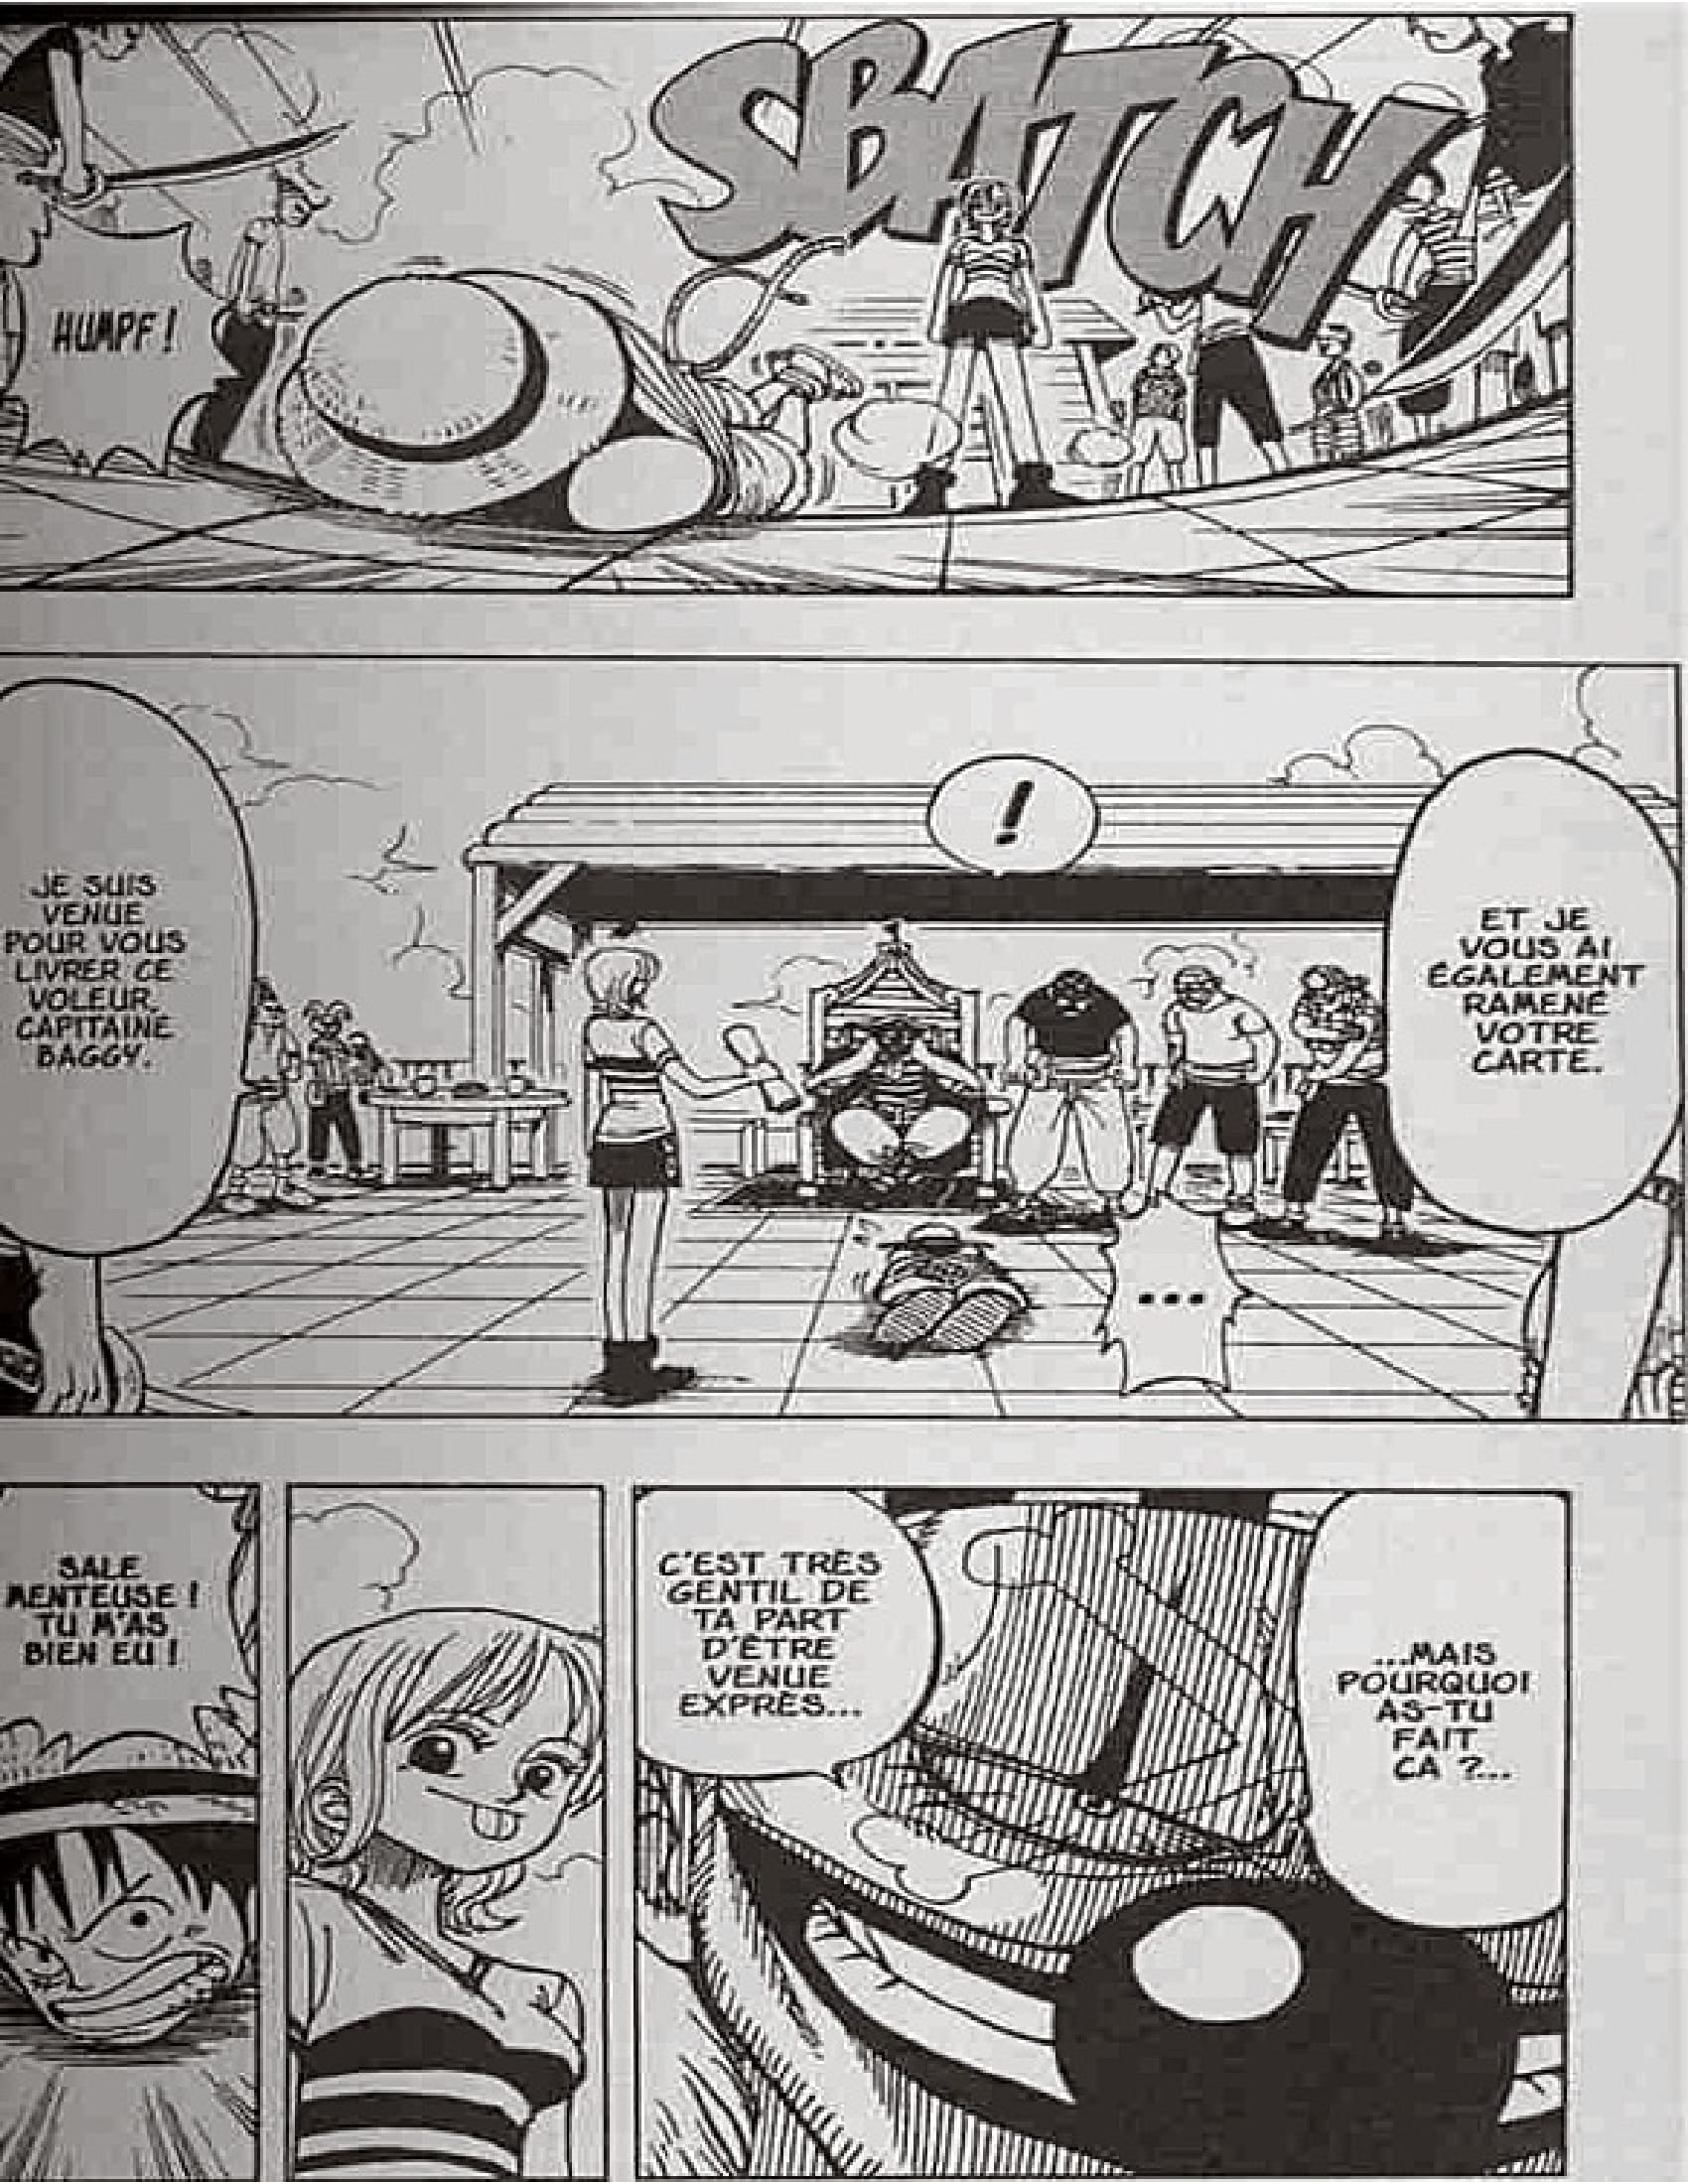 SBATCH
HUMPF !
JE SUIS
VENUE
POUR VOUS
LIVRER CE
VOLEUR,
CAPITAINE
BAGGY.
!
ET JE
VOUS AI
ÉGALEMENT
RAMENÉ
VOTRE
CARTE.
...
SALE
MENTEUSE !
TU M'AS
BIEN EU !
C'EST TRÈS
GENTIL DE
TA PART
D'ÊTRE
VENUE
EXPRÈS...
...MAIS
POURQUOI
AS-TU
FAIT
CA ?...